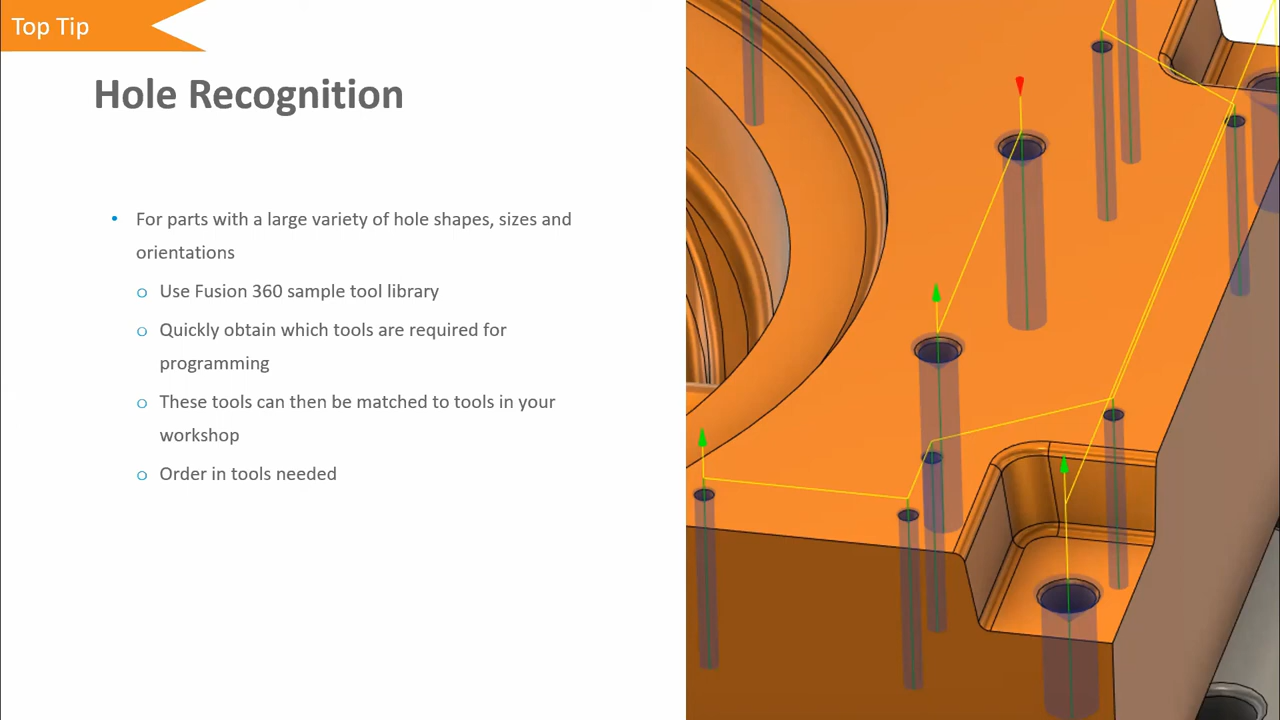 Top Tip
Hole Recognition
• For parts with a large variety of hole shapes, sizes and
orientations
o Use Fusion 360 sample tool library
o Quickly obtain which tools are required for
programming
o These tools can then be matched to tools in your
workshop
o Order in tools needed